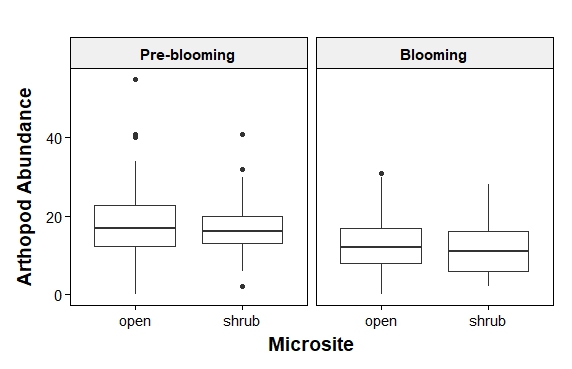 Pre-blooming
Blooming
Arthopod Abundance
40
20
0
open
shrub
open
shrub
Microsite